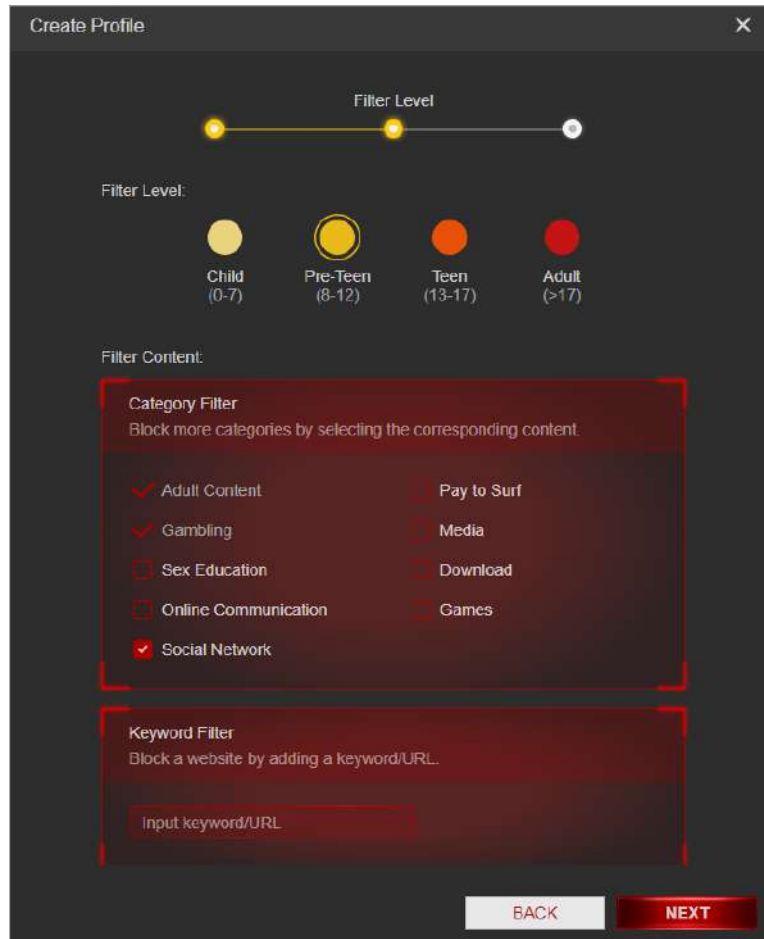 Create Profile
Filter Level
Filter Level:
Child
(0-7)
Pre-Teen
(8-12)
Teen
(13-17)
Adult
(>17)
Filter Content:
Category Filter
Block more categories by selecting the corresponding content.
Adult Content
Pay to Surf
Gambling
Media
Sex Education
Download
Online Communication
Games
Social Network
Keyword Filter
Block a website by adding a keyword/URL.
Input keyword/URL
BACK
NEXT